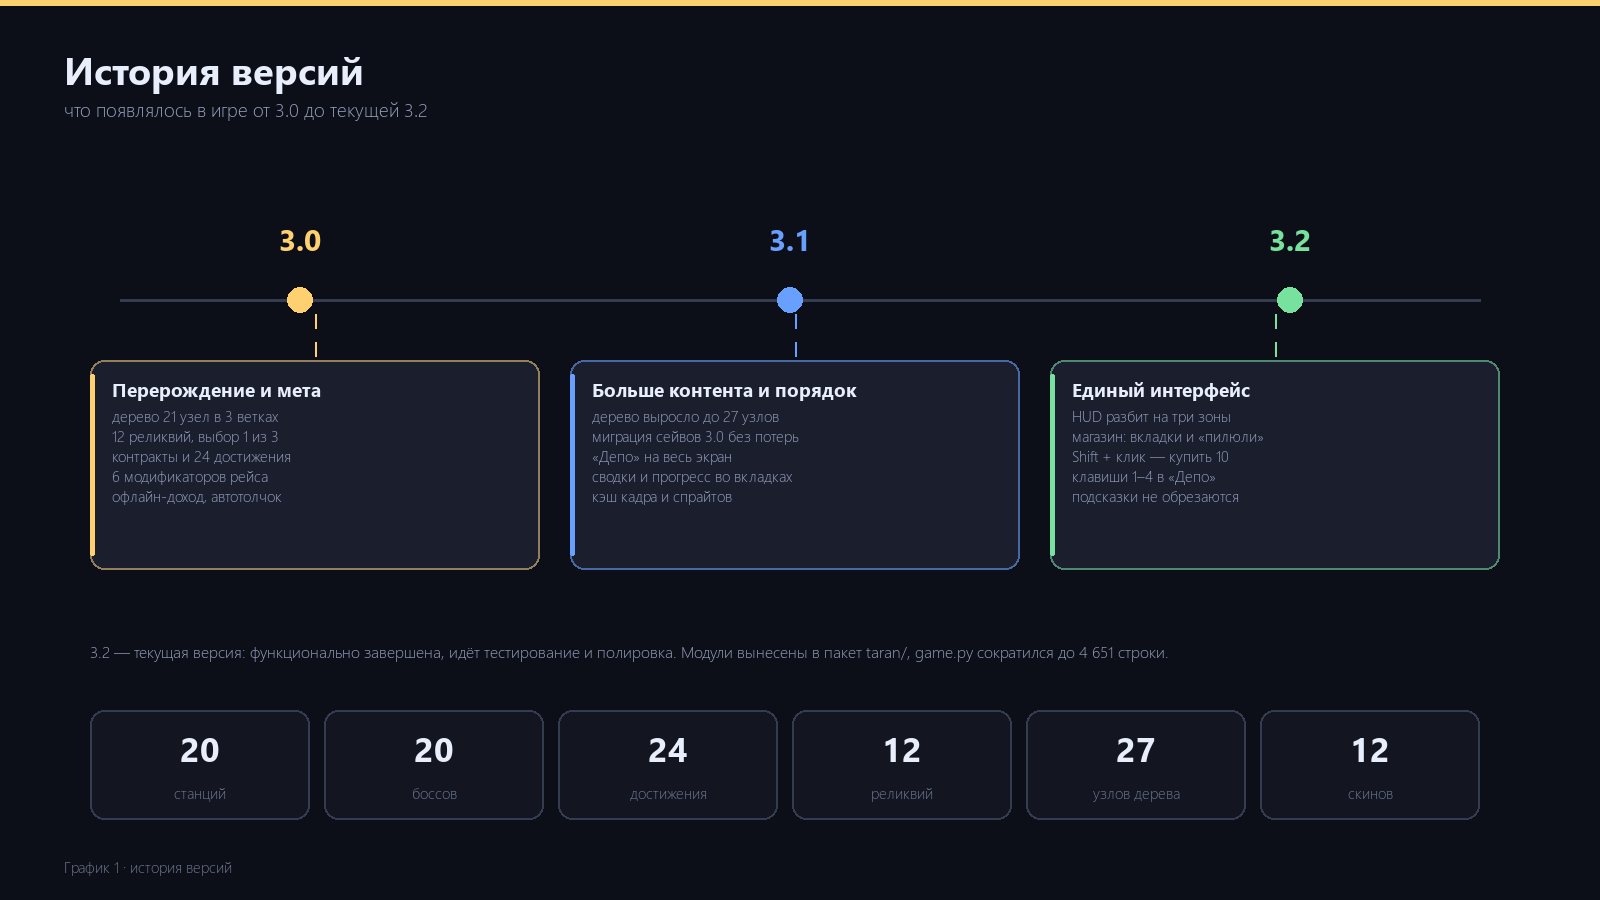 История версий
что появлялось в игре от 3.0 до текущей 3.2
3.0
3.1
3.2
Перерождение и мета
дерево 21 узел в 3 ветках
12 реликвий, выбор 1 из 3
контракты и 24 достижения
6 модификаторов рейса
офлайн-доход, автотолчок
Больше контента и порядок
дерево выросло до 27 узлов
миграция сейвов 3.0 без потерь
«Депо» на весь экран
сводки и прогресс во вкладках
кэш кадра и спрайтов
Единый интерфейс
HUD разбит на три зоны
магазин: вкладки и «пилюли»
Shift + клик — купить 10
клавиши 1–4 в «Депо»
подсказки не обрезаются
3.2 — текущая версия: функционально завершена, идёт тестирование и полировка. Модули вынесены в пакет taran/, game.py сократился до 4 651 строки.
20
станций
20
боссов
24
достижения
12
реликвий
27
узлов дерева
12
скинов
График 1 · история версий